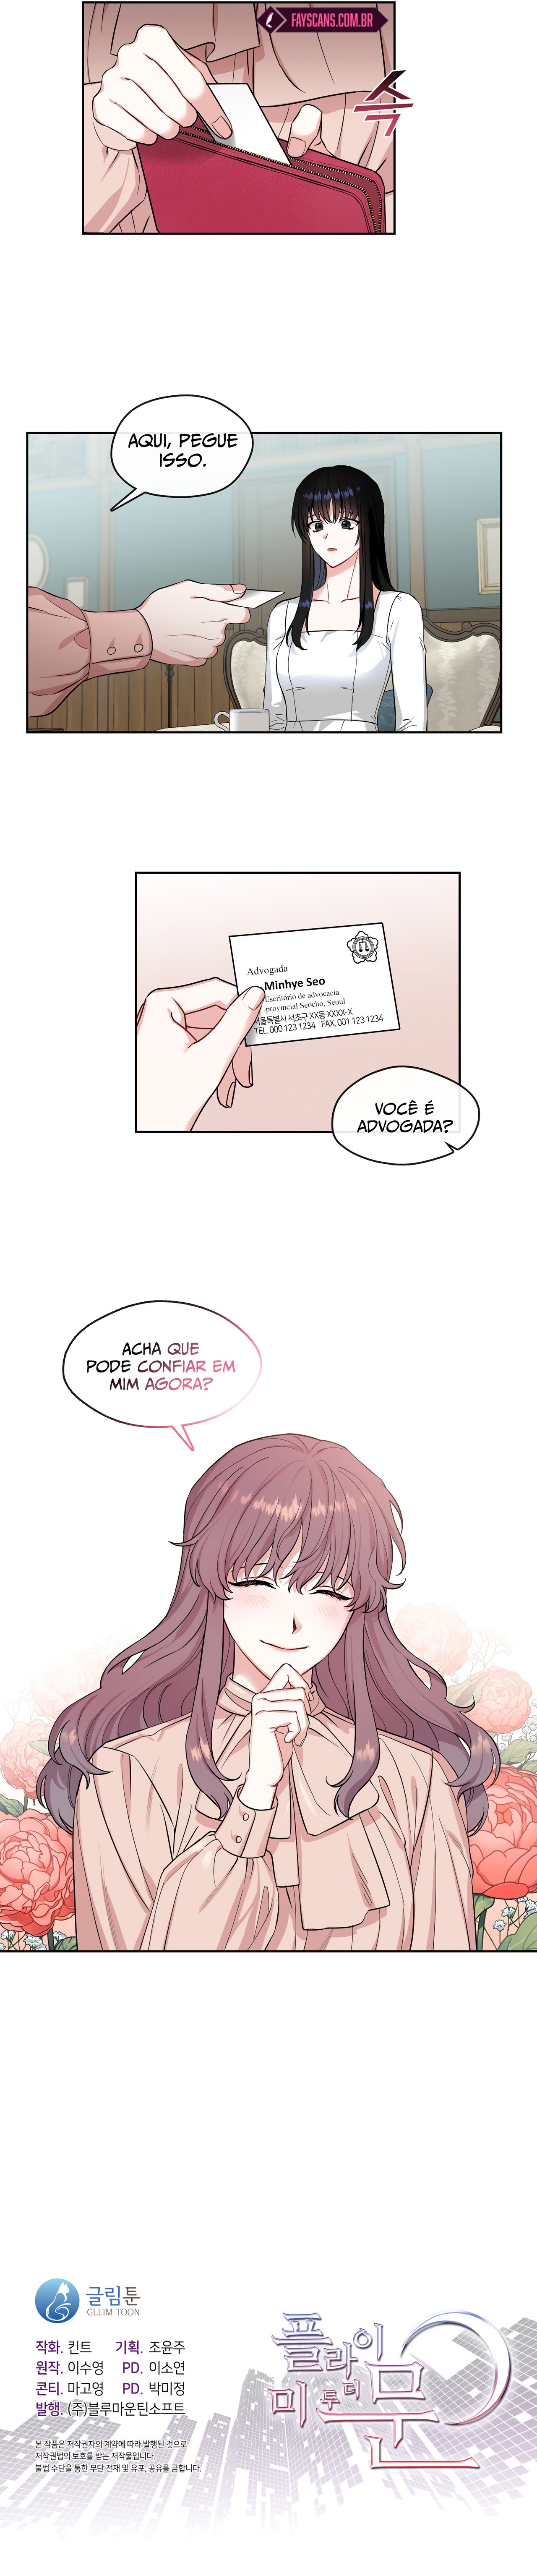 FAYSCANS.COM.BR
슥
AQUI, PEGUE
ISSO.
Advogada
Minhye Seo
Escritório de advocacia
provincial Seocho, Seoul
서울특별시 서초구 XX동 XXXX-X
TEL. 000 123 1234 FAX. 001 123 1234
VOCÊ É
ADVOGADA?
ACHA QUE
PODE CONFIAR EM
MIM AGORA?
글림툰
GLLIM TOON
작화. 킨트 기획. 조윤주
원작. 이수영 PD. 이소연
콘티. 마고영 PD. 박미정
발행. (주)블루마운틴소프트
본 작품은 저작권자의 계약에 따라 발행된 것으로
저작권법의 보호를 받는 저작물입니다.
불법 수단을 통한 무단 전재 및 유포, 공유를 금합니다.
플라이
미 투 더 문